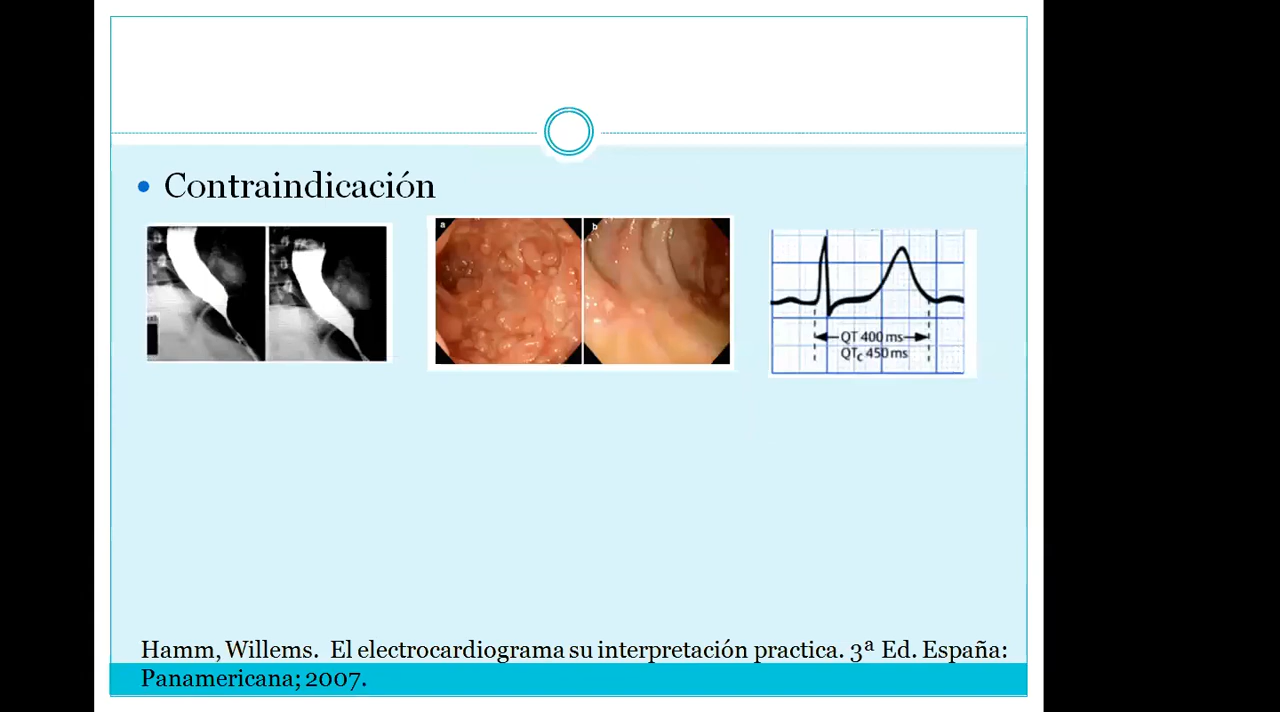 Contraindicación
a
b
QT 400 ms
QTc 450 ms
Hamm, Willems. El electrocardiograma su interpretación practica. 3ª Ed. España:
Panamericana; 2007.